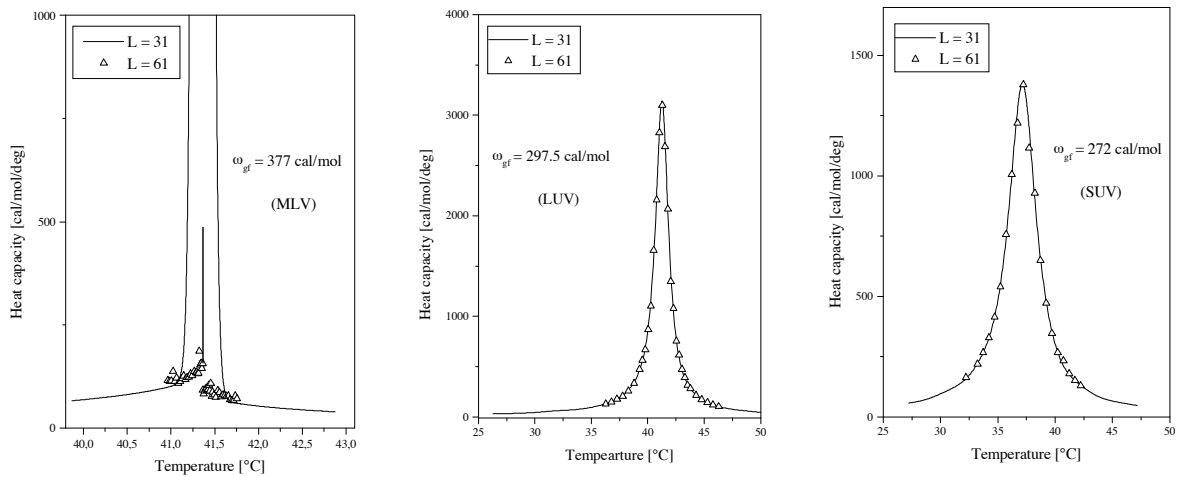 1000
500
0
40,0 40,5 41,0 41,5 42,0 42,5 43,0
Heat capacity [cal/mol/deg]
Temperature [°C]
L = 31
L = 61
ω_gf = 377 cal/mol
(MLV)
4000
3000
2000
1000
0
25 30 35 40 45 50
Heat capacity [cal/mol/deg]
Tempearture [°C]
L = 31
L = 61
ω_gf = 297.5 cal/mol
(LUV)
1500
1000
500
0
25 30 35 40 45 50
Heat capacity [cal/mol/deg]
Temperature [°C]
L = 31
L = 61
ω_gf = 272 cal/mol
(SUV)